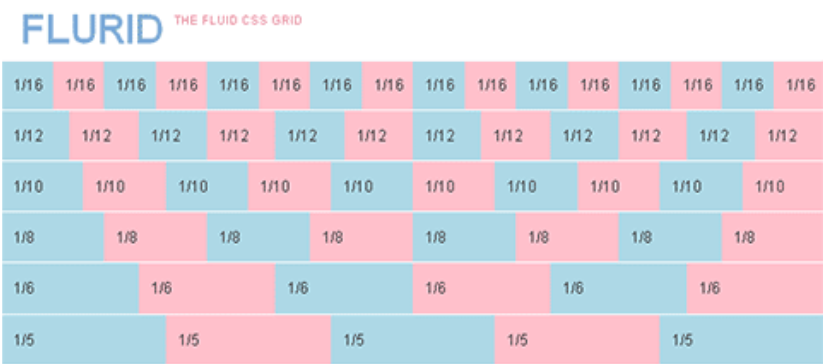 FLURID THE FLUID CSS GRID
1/16 1/16 1/16 1/16 1/16 1/16 1/16 1/16 1/16 1/16 1/16 1/16 1/16 1/16 1/16 1/16
1/12 1/12 1/12 1/12 1/12 1/12 1/12 1/12 1/12 1/12 1/12 1/12
1/10 1/10 1/10 1/10 1/10 1/10 1/10 1/10 1/10 1/10
1/8 1/8 1/8 1/8 1/8 1/8 1/8 1/8
1/6 1/6 1/6 1/6 1/6 1/6
1/5 1/5 1/5 1/5 1/5